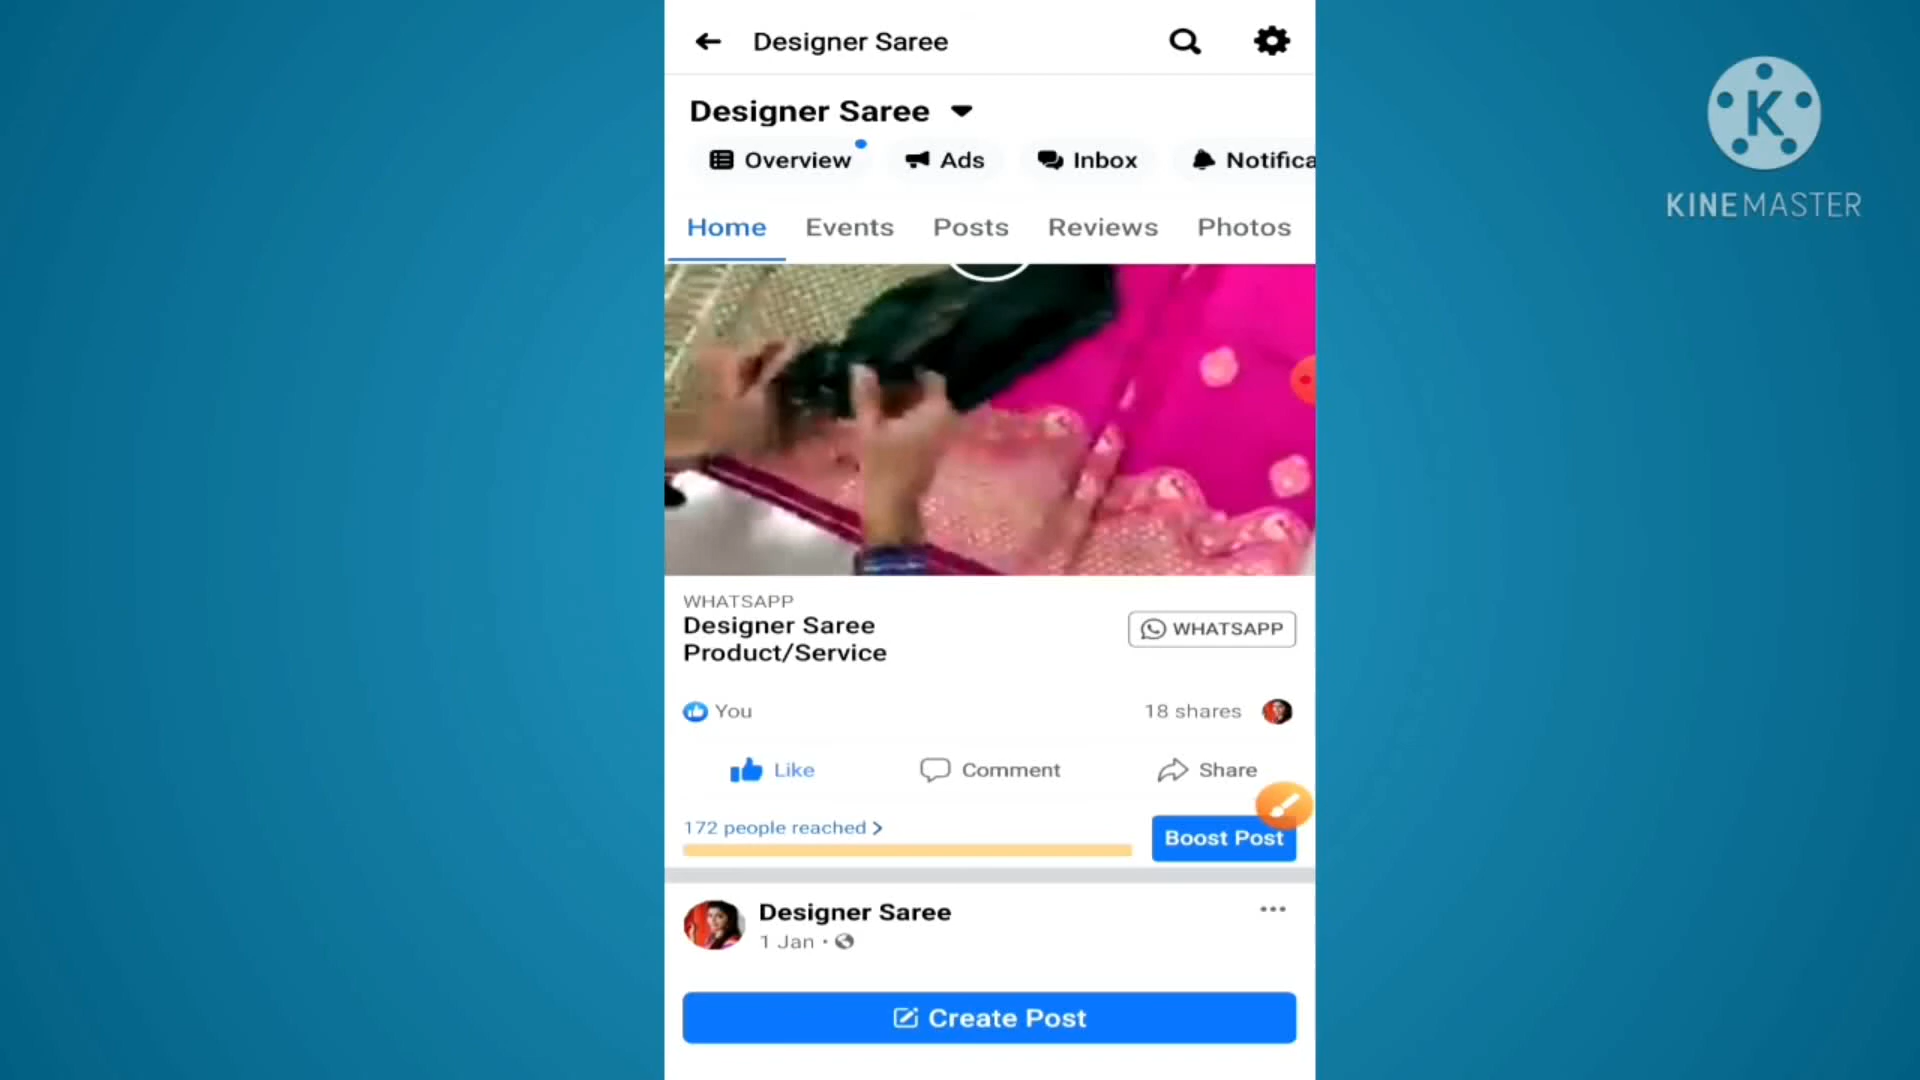 Designer Saree
KINEMASTER
Designer Saree
Overview
Ads
Inbox
Notifica
Home
Events
Posts
Reviews
Photos
WHATSAPP
Designer Saree
Product/Service
WHATSAPP
You
18 shares
Like
Comment
Share
172 people reached
Boost Post
Designer Saree
1 Jan ·
Create Post